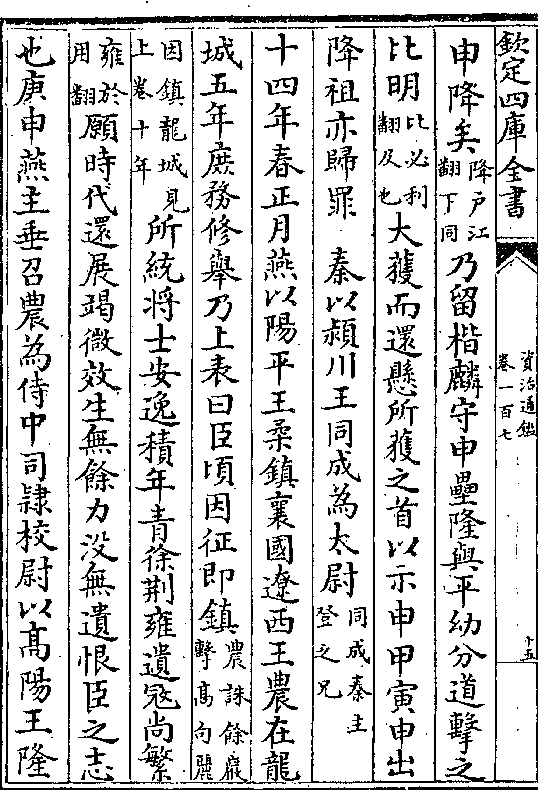 欽定四庫全書
資治通鑑
卷一百七
十五
申降矣降戶江翻下同乃留楷麟守申壘隆與平幼分道擊之
比明比必利翻及也大獲而還懸所獲之首以示申甲寅申出
降祖亦歸罪 秦以潁川王同成為太尉同成秦主登之兄
十四年春正月燕以陽平王柔鎮襄國遼西王農在龍
城五年庶務修舉乃上表曰臣頃因征即鎮農誅餘巖擊高句麗
因鎮龍城見上卷十年所統將士安逸積年青徐荊雍遺寇尚繁
雍於用翻願時代還展竭微效生無餘力没無遺恨臣之志
也庚申燕主垂召農為侍中司隸校尉以高陽王隆